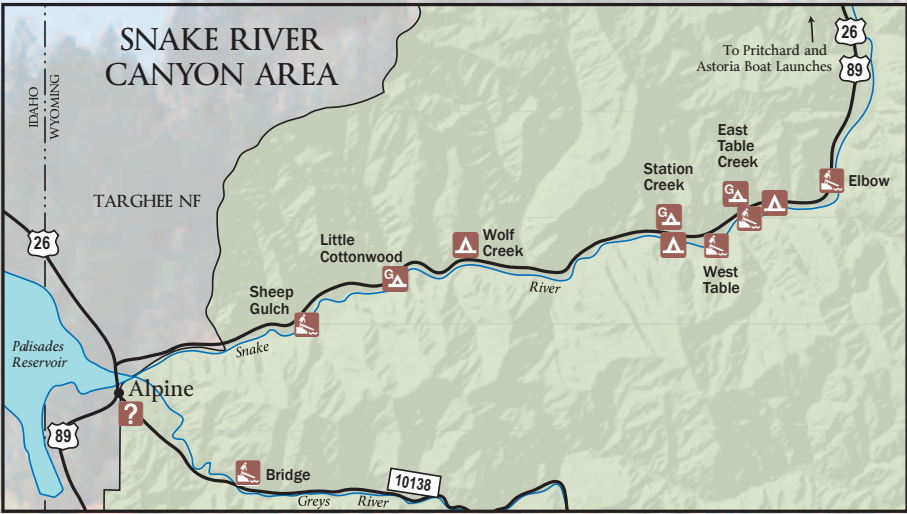 SNAKE RIVER
CANYON AREA
To Pritchard and
Astoria Boat Launches
26
89
IDAHO
WYOMING
TARGHEE NF
East
Table
Creek
Station
Creek
G
G
Elbow
26
Little
Cottonwood
G
Wolf
Creek
West
Table
Sheep
Gulch
River
Snake
Palisades
Reservoir
Alpine
?
89
Bridge
10138
Greys River